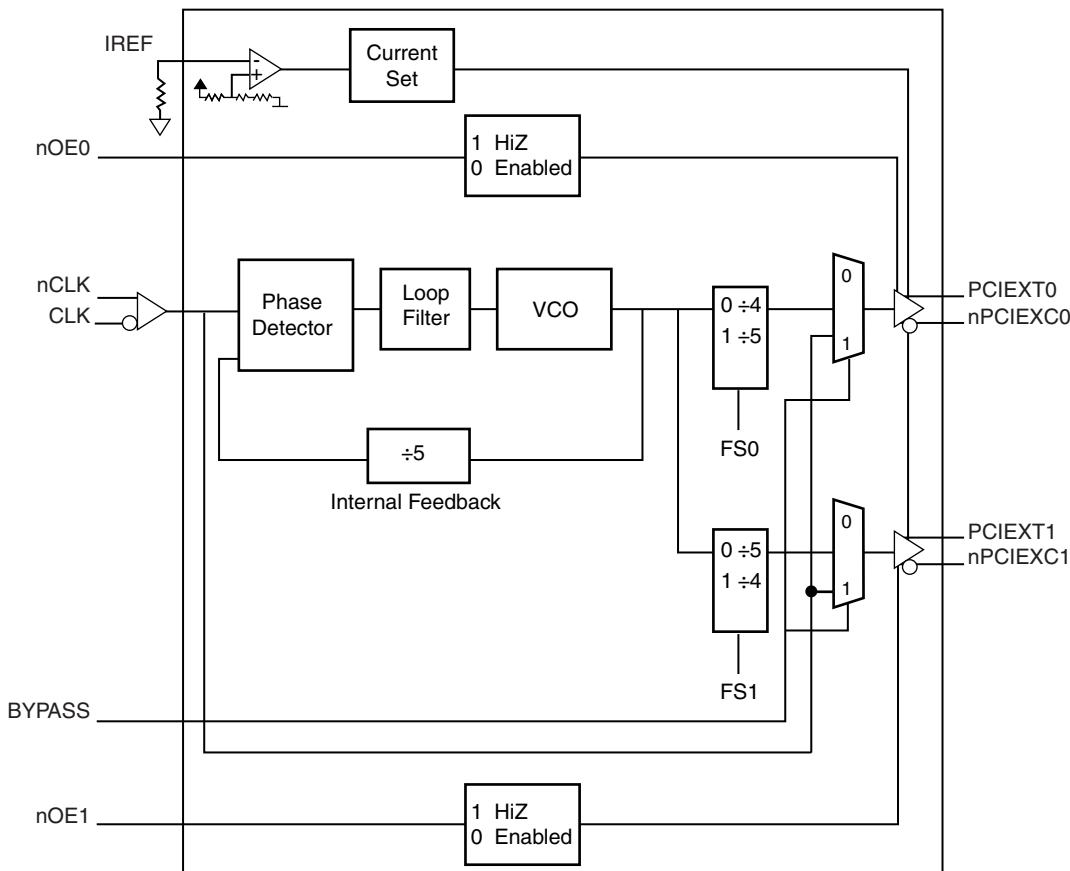 IREF
-
+
Current
Set
nOE0
1 HiZ
0 Enabled
nCLK
CLK
Phase
Detector
Loop
Filter
VCO
0 ÷4
1 ÷5
FS0
0
1
PCIEXT0
nPCIEXC0
÷5
Internal Feedback
0 ÷5
1 ÷4
FS1
0
1
PCIEXT1
nPCIEXC1
BYPASS
nOE1
1 HiZ
0 Enabled